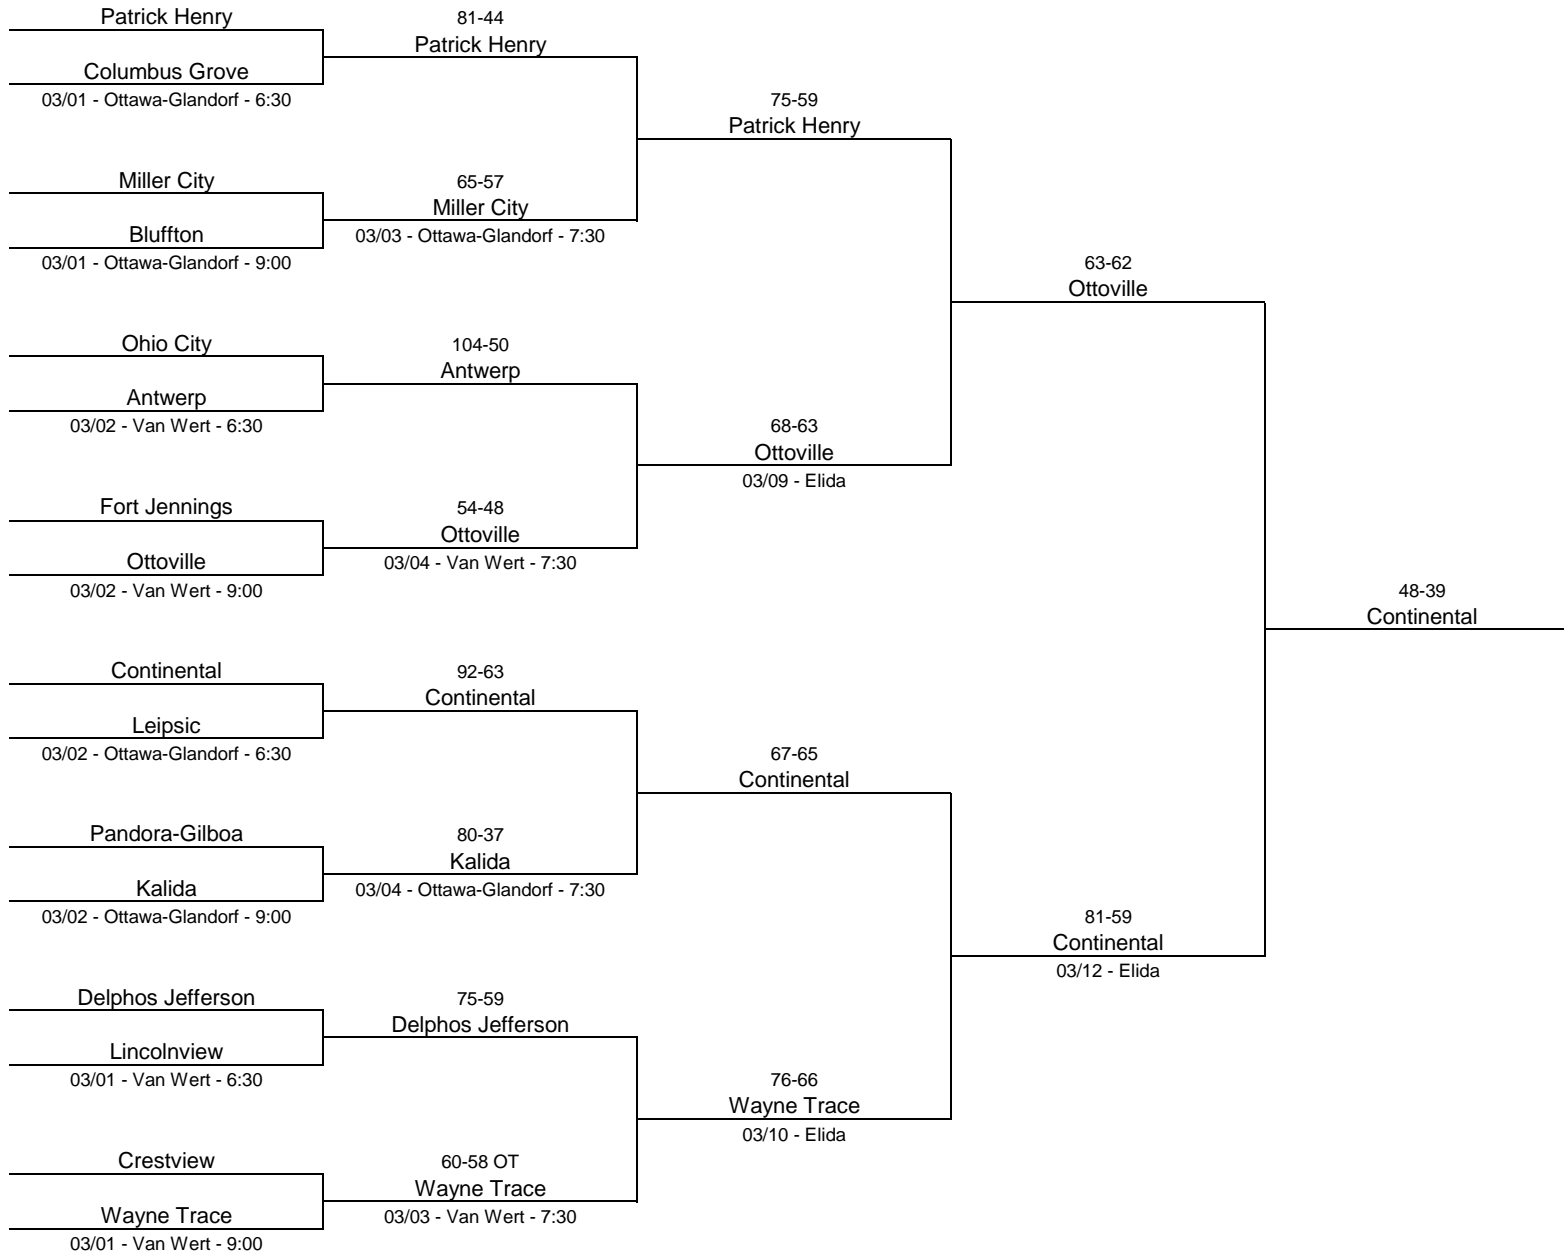 Patrick Henry
Columbus Grove
03/01 - Ottawa-Glandorf - 6:30
Miller City
Bluffton
03/01 - Ottawa-Glandorf - 9:00
Ohio City
Antwerp
03/02 - Van Wert - 6:30
Fort Jennings
Ottoville
03/02 - Van Wert - 9:00
Continental
Leipsic
03/02 - Ottawa-Glandorf - 6:30
Pandora-Gilboa
Kalida
03/02 - Ottawa-Glandorf - 9:00
Delphos Jefferson
Lincolnview
03/01 - Van Wert - 6:30
Crestview
Wayne Trace
03/01 - Van Wert - 9:00
81-44
Patrick Henry
65-57
Miller City
03/03 - Ottawa-Glandorf - 7:30
104-50
Antwerp
54-48
Ottoville
03/04 - Van Wert - 7:30
92-63
Continental
80-37
Kalida
03/04 - Ottawa-Glandorf - 7:30
75-59
Delphos Jefferson
60-58 OT
Wayne Trace
03/03 - Van Wert - 7:30
75-59
Patrick Henry
68-63
Ottoville
03/09 - Elida
67-65
Continental
76-66
Wayne Trace
03/10 - Elida
63-62
Ottoville
81-59
Continental
03/12 - Elida
48-39
Continental